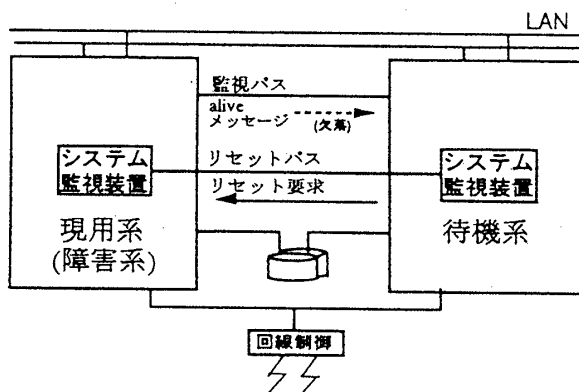 LAN
監視パス
alive
メッセージ
(欠落)
システム
監視装置
リセットパス
リセット要求
システム
監視装置
現用系
(障害系)
待機系
回線制御